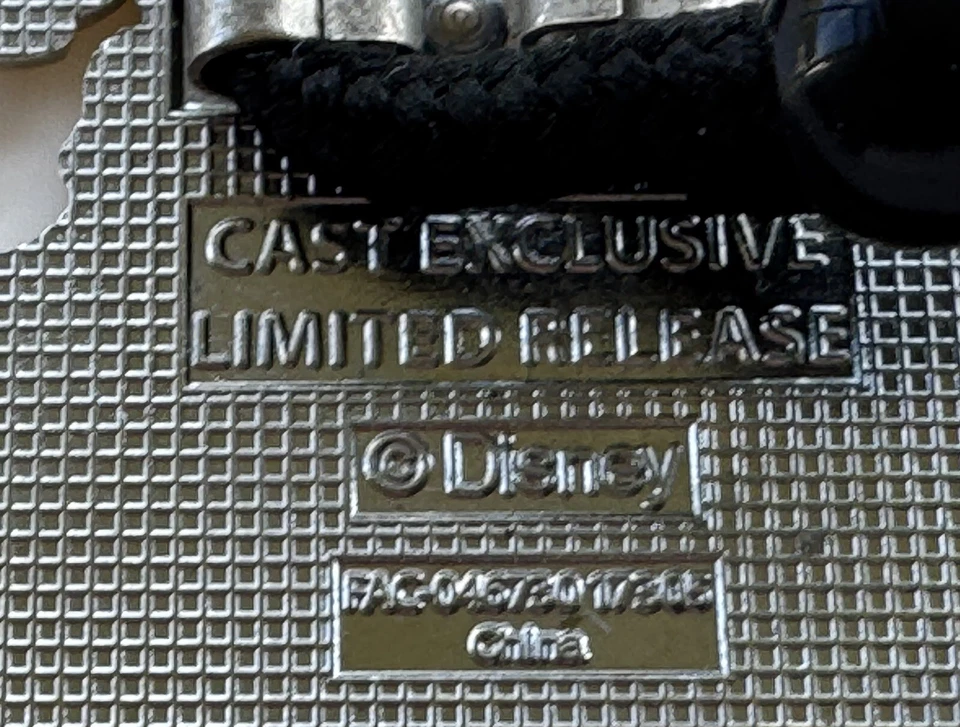 CAST EXCLUSIVE
LIMITED RELEASE
© Disney
China